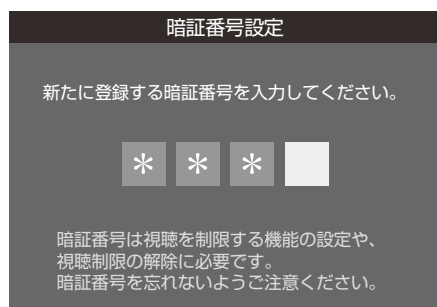 暗証番号設定
新たに登録する暗証番号を入力してください。
＊ ＊ ＊
暗証番号は視聴を制限する機能の設定や、
視聴制限の解除に必要です。
暗証番号を忘れないようご注意ください。